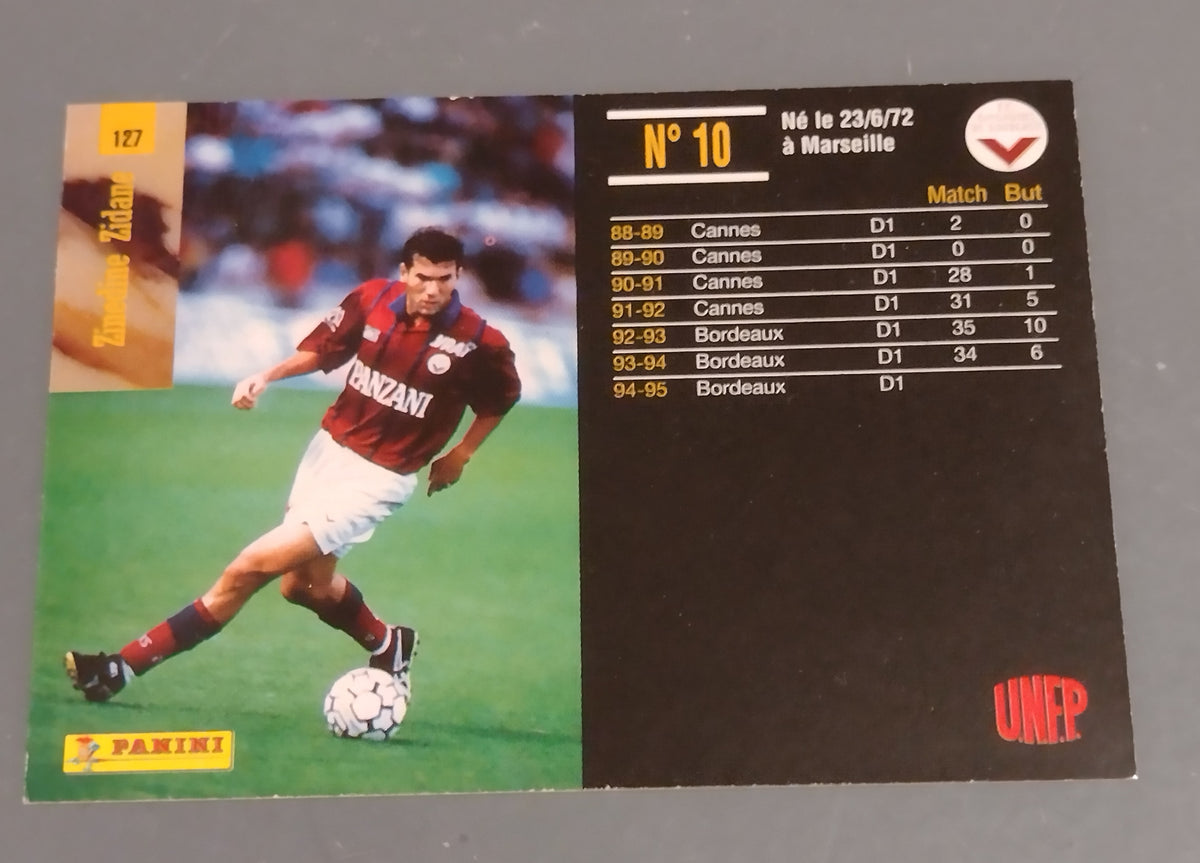 127
Zinedine Zidane
PANZANI
PANINI
N° 10
Né le 23/6/72
à Marseille
Match But
88-89 Cannes D1 2 0
89-90 Cannes D1 0 0
90-91 Cannes D1 28 1
91-92 Cannes D1 31 5
92-93 Bordeaux D1 35 10
93-94 Bordeaux D1 34 6
94-95 Bordeaux D1
U.N.F.P.